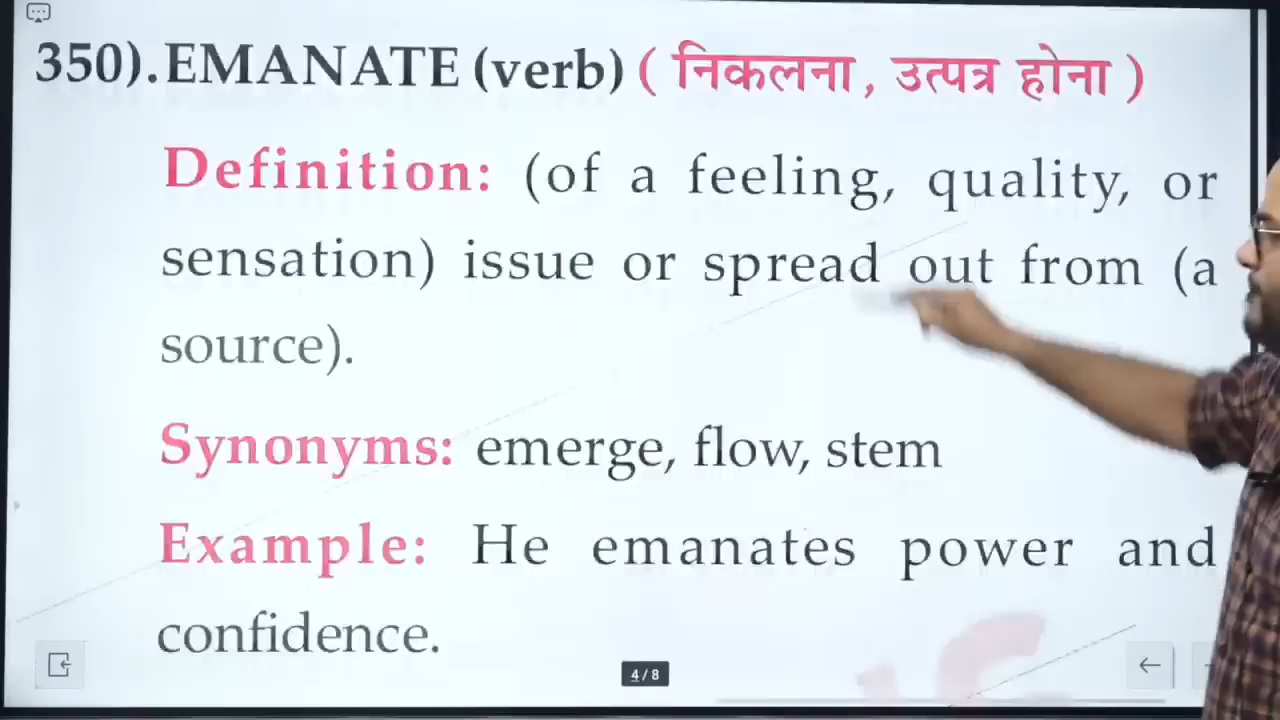 350). EMANATE (verb) ( निकलना, उत्पत्र होना )
Definition: (of a feeling, quality, or
sensation) issue or spread out from (a
source).
Synonyms: emerge, flow, stem
Example: He emanates power and
confidence.
4/8